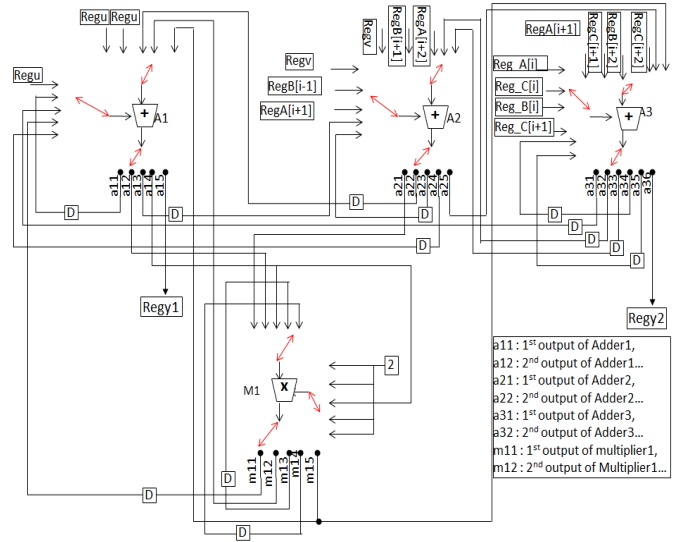 Regu Regu
Regu
A1
+
a11
a12
a13
a14
a15
D
D
Regy1
Regv
RegB[i-1]
RegA[i+1]
Regv
RegB[i+1]
RegA[i+2]
A2
+
a21
a22
a23
a24
a25
D
D
D
RegA[i+1]
Reg_A[i]
Reg_C[i]
Reg_B[i]
Reg_C[i+1]
RegC[i+1]
RegB[i+2]
RegC[i+2]
A3
+
a31
a32
a33
a34
a35
a36
D
D
D
D
D
Regy2
2
M1
x
m11
m12
m13
m14
m15
D
D
D
a11 : 1st output of Adder1,
a12 : 2nd output of Adder1...
a21 : 1st output of Adder2,
a22 : 2nd output of Adder2...
a31 : 1st output of Adder3,
a32 : 2nd output of Adder3...
m11 : 1st output of multiplier1,
m12 : 2nd output of Multiplier1...